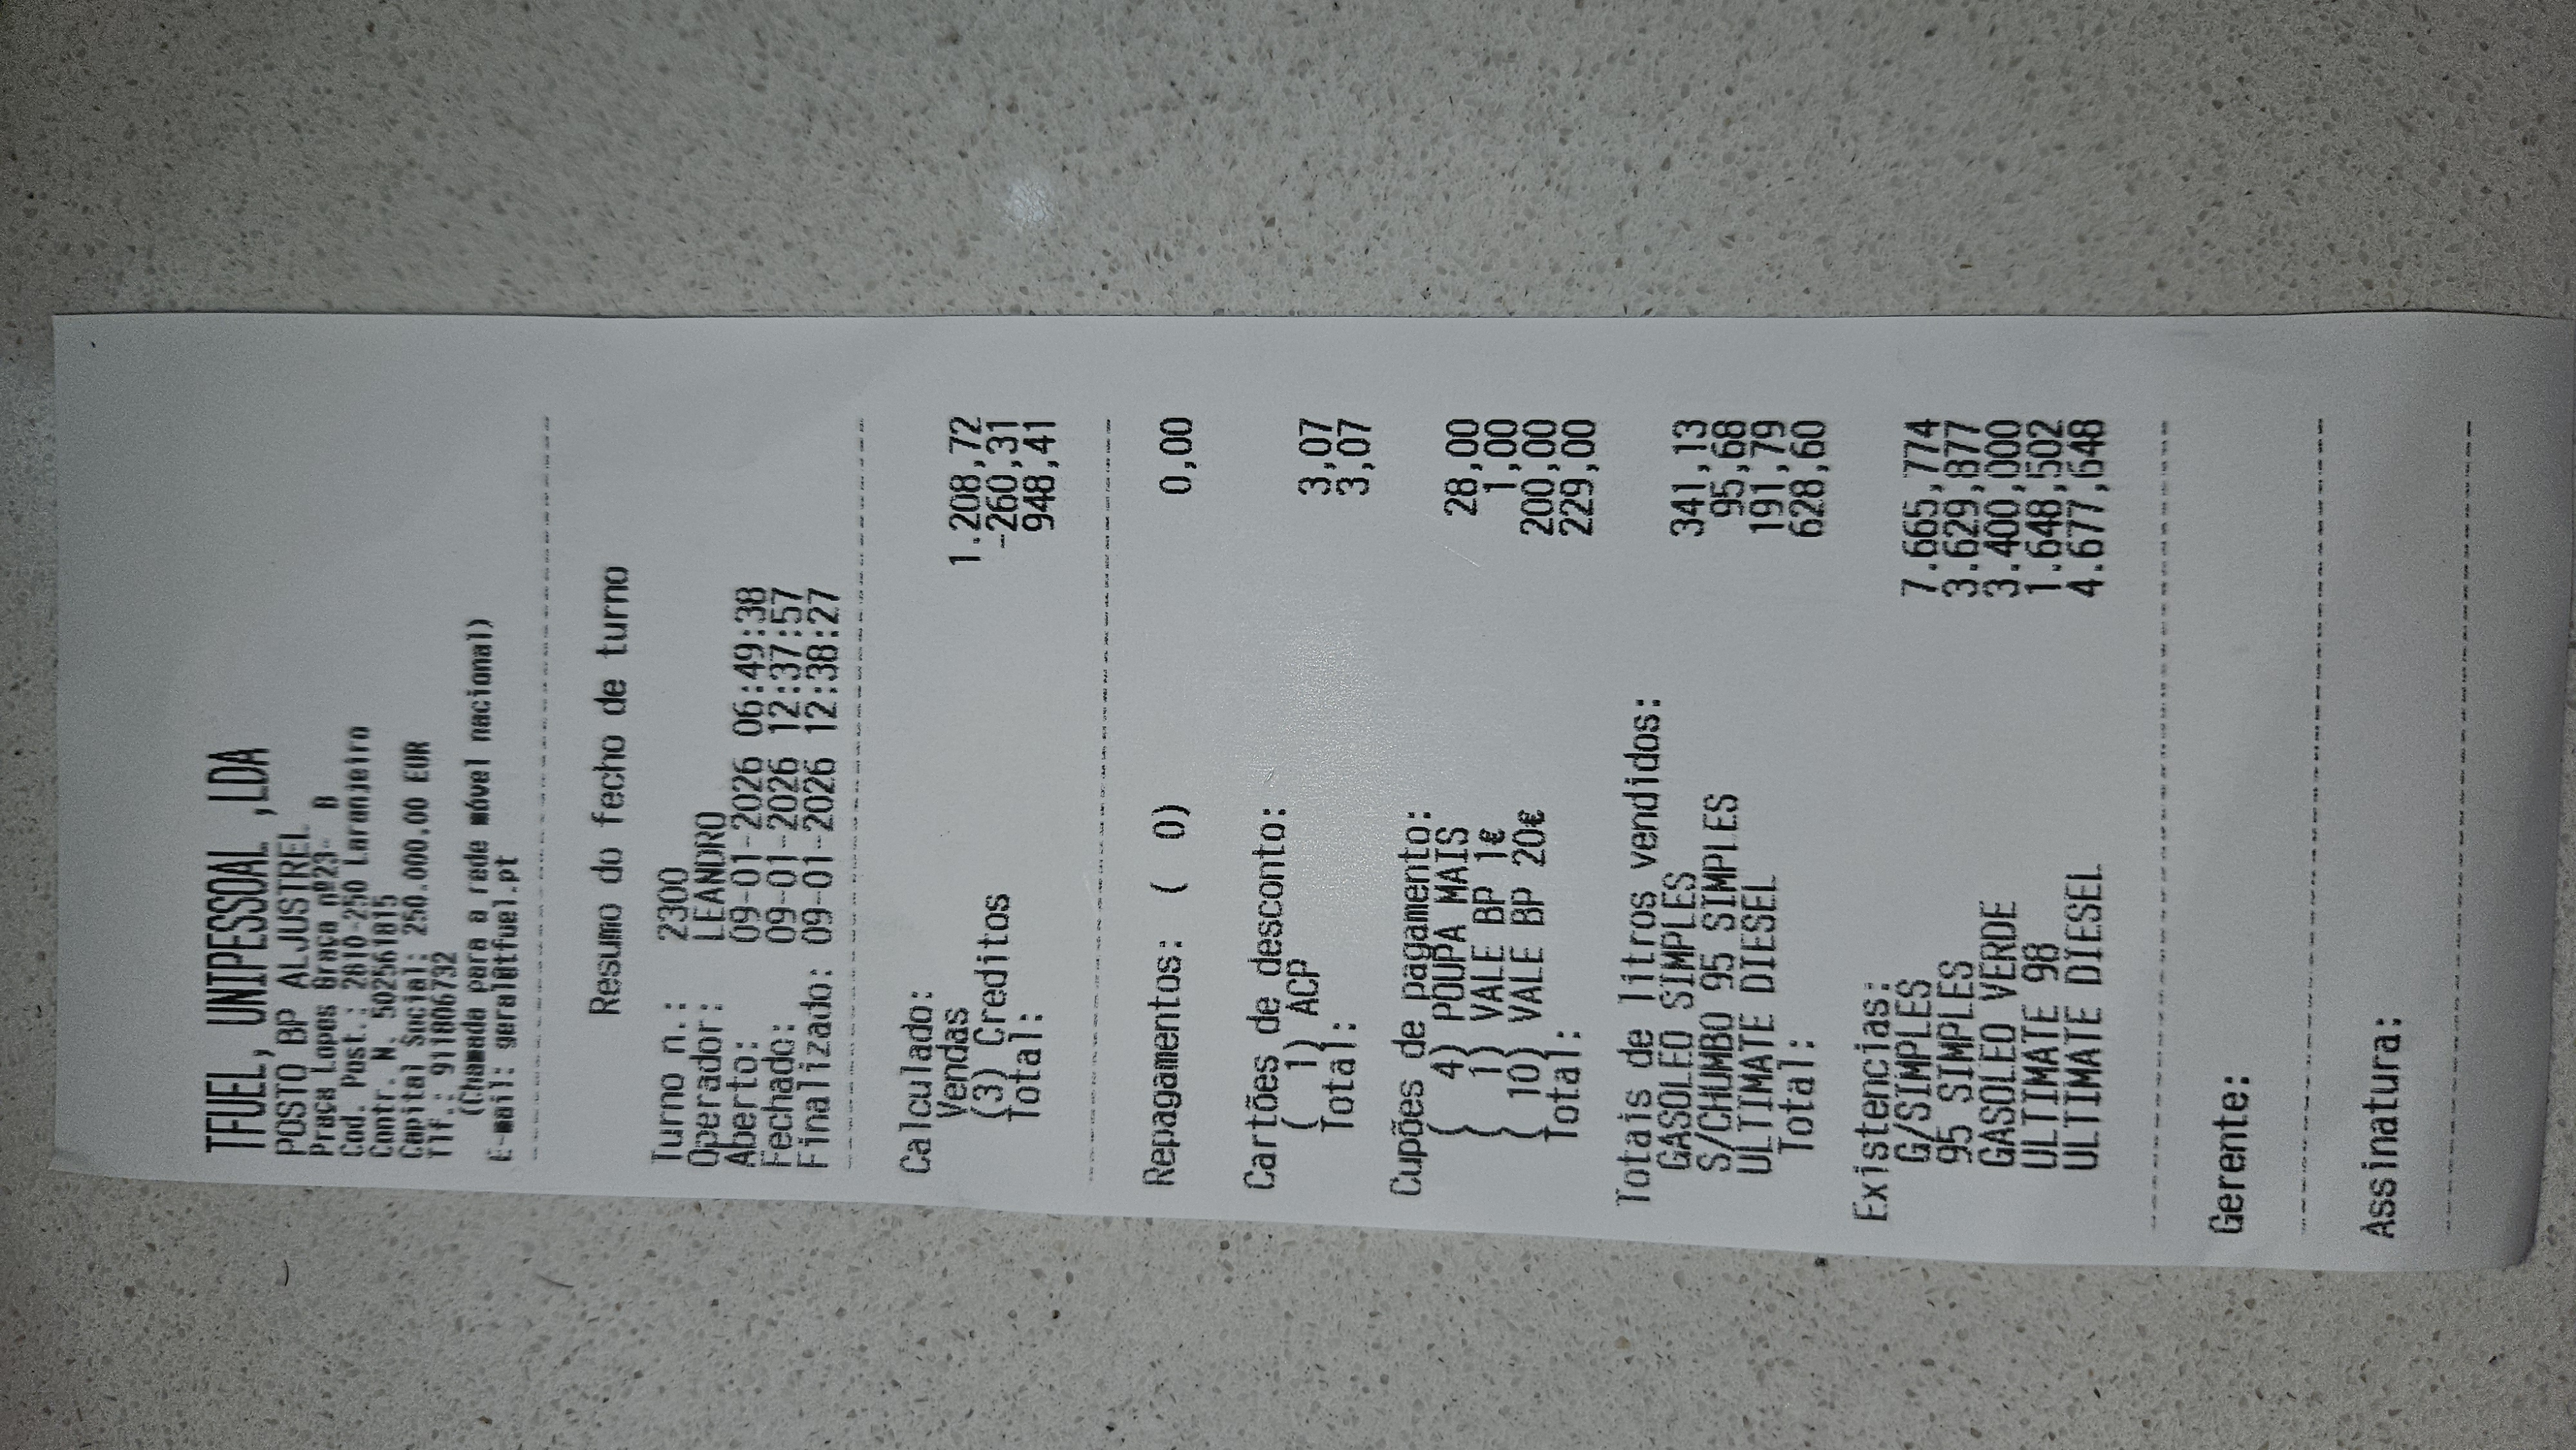 TFUEL, UNIPESSOAL ,LDA
POSTO BP ALJUSTREL
Praca Lopes Graca nº23- B
Cod. Post.: 2810-250 Laranjeiro
Contr. N. 502561815
Capital Social: 250.000.00 EUR
Tlf.: 911806732
(Chamada para a rede móvel nacional)
E-mail: geral@tfuel.pt
Resumo do fecho de turno
Turno n.: 2300
Operador: LEANDRO
Aberto: 09-01-2026 06:49:38
Fechado: 09-01-2026 12:37:57
Finalizado: 09-01-2026 12:38:27
Calculado:
Vendas 1.208,72
(3) Creditos -260,31
Total: 948,41
Repagamentos: ( 0) 0,00
Cartões de desconto:
( 1) ACP 3,07
Total: 3,07
Cupões de pagamento:
( 4) POUPA MAIS 28,00
( 1) VALE BP 1€ 1,00
( 10) VALE BP 20€ 200,00
Total: 229,00
Totais de litros vendidos:
GASOLEO SIMPLES 341,13
S/CHUMBO 95 SIMPLES 95,68
ULTIMATE DIESEL 191,79
Total: 628,60
Existencias:
G/SIMPLES 7.665,774
95 SIMPLES 3.629,877
GASOLEO VERDE 3.400,000
ULTIMATE 98 1.648,502
ULTIMATE DIESEL 4.677,648
Gerente:
Assinatura: